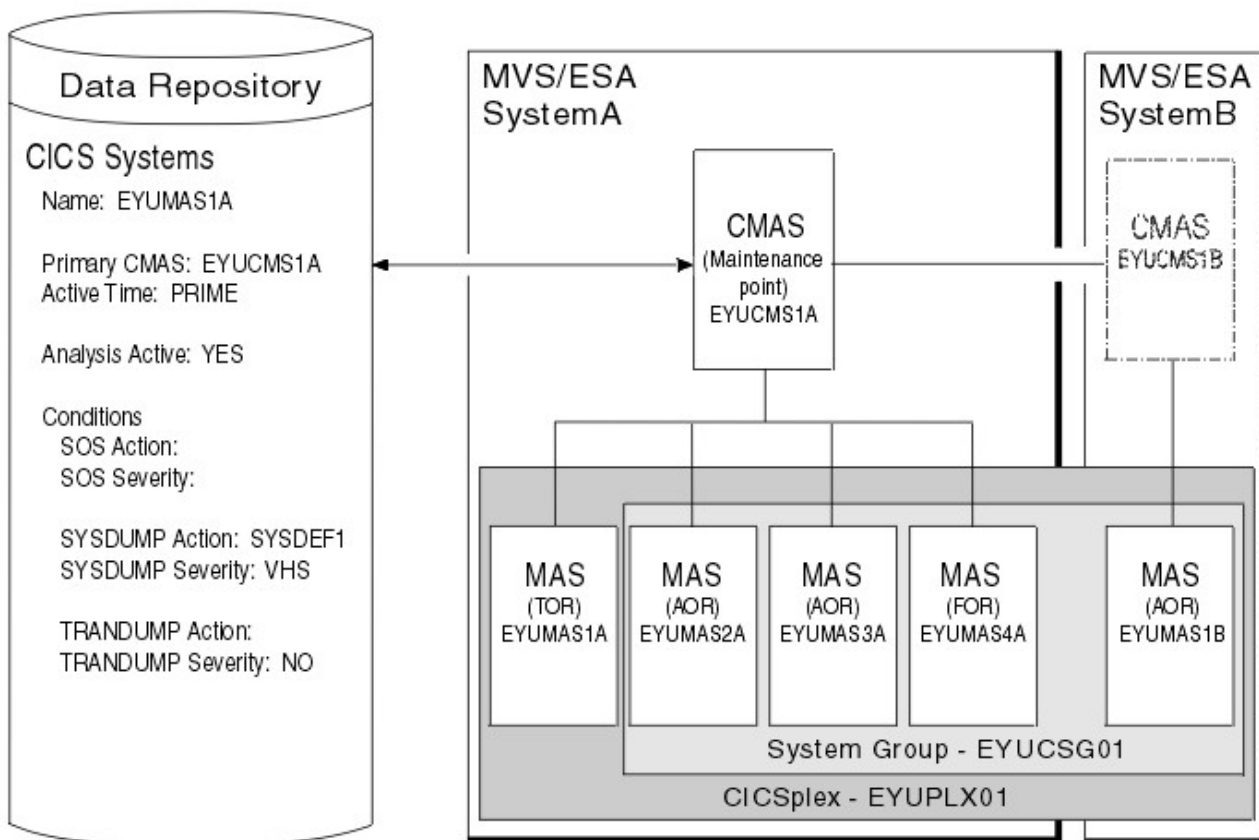 Data Repository
CICS Systems
Name: EYUMAS1A
Primary CMAS: EYUCMS1A
Active Time: PRIME
Analysis Active: YES
Conditions
SOS Action:
SOS Severity:
SYSDUMP Action: SYSDEF1
SYSDUMP Severity: VHS
TRANDUMP Action:
TRANDUMP Severity: NO
MVS/ESA
SystemA
CMAS
(Maintenance
point)
EYUCMS1A
MVS/ESA
SystemB
CMAS
EYUCMS1B
MAS
(TOR)
EYUMAS1A
MAS
(AOR)
EYUMAS2A
MAS
(AOR)
EYUMAS3A
MAS
(FOR)
EYUMAS4A
MAS
(AOR)
EYUMAS1B
System Group - EYUCSG01
CICSplex - EYUPLX01